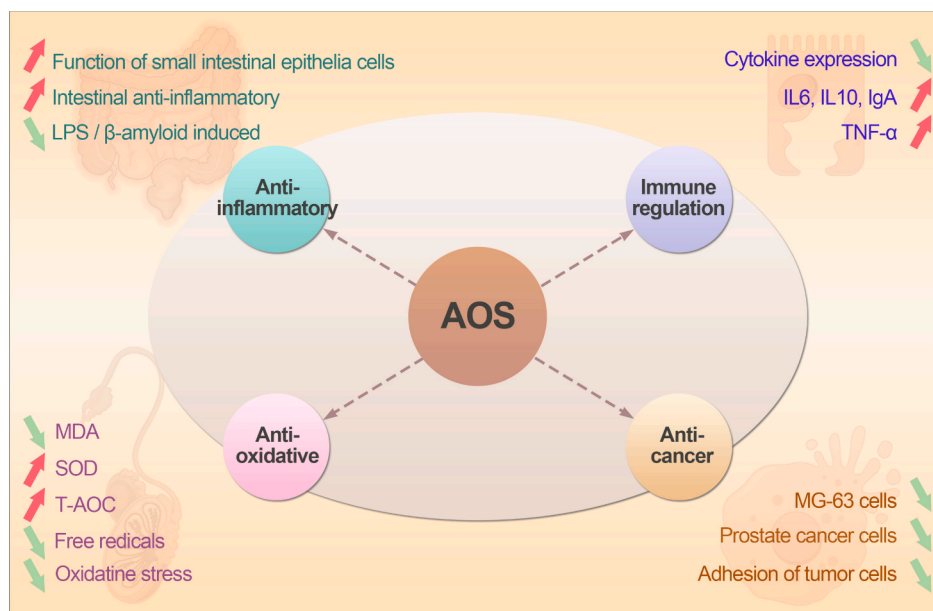 Function of small intestinal epithelia cells
Intestinal anti-inflammatory
LPS / β-amyloid induced
Cytokine expression
IL6, IL10, IgA
TNF-α
Anti-
inflammatory
Immune
regulation
AOS
Anti-
oxidative
Anti-
cancer
MDA
SOD
T-AOC
Free redicals
Oxidatine stress
MG-63 cells
Prostate cancer cells
Adhesion of tumor cells